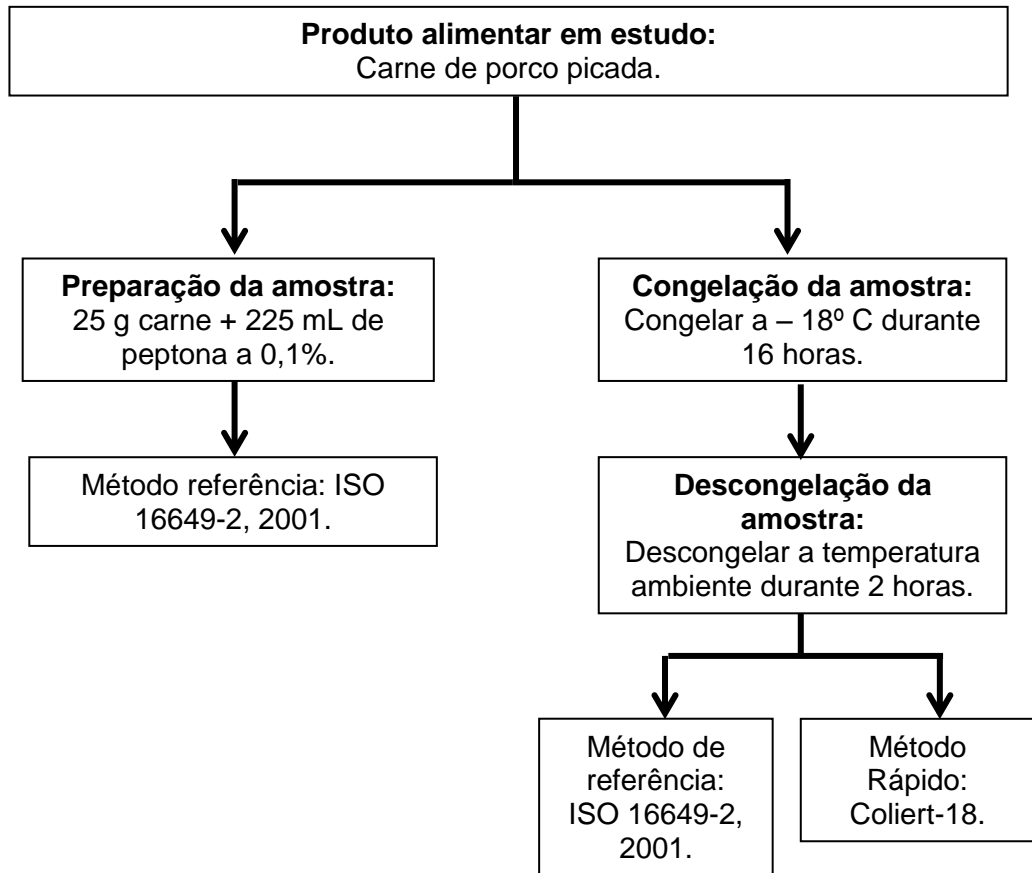 Produto alimentar em estudo:
Carne de porco picada.
Preparação da amostra:
25 g carne + 225 mL de
peptona a 0,1%.
Método referência: ISO
16649-2, 2001.
Congelação da amostra:
Congelar a – 18º C durante
16 horas.
Descongelação da
amostra:
Descongelar a temperatura
ambiente durante 2 horas.
Método de
referência:
ISO 16649-2,
2001.
Método
Rápido:
Coliert-18.